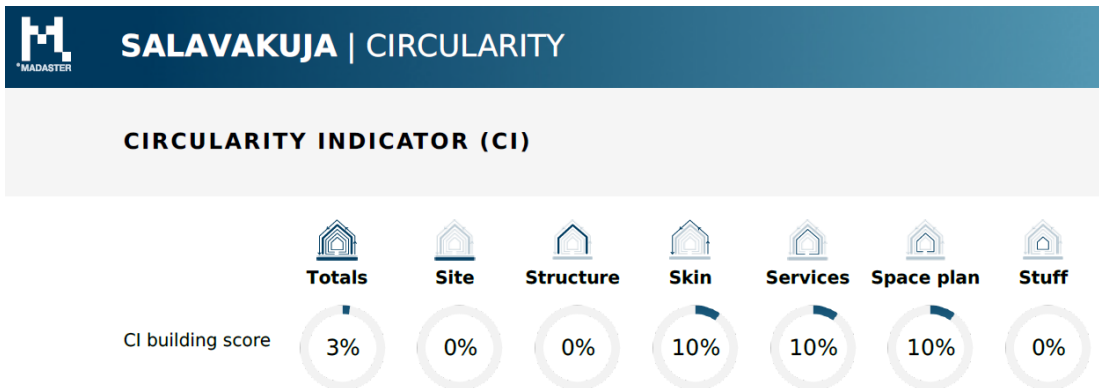 *MADASTER
SALAVAKUJA | CIRCULARITY
CIRCULARITY INDICATOR (CI)
Totals Site Structure Skin Services Space plan Stuff
CI building score 3% 0% 0% 10% 10% 10% 0%